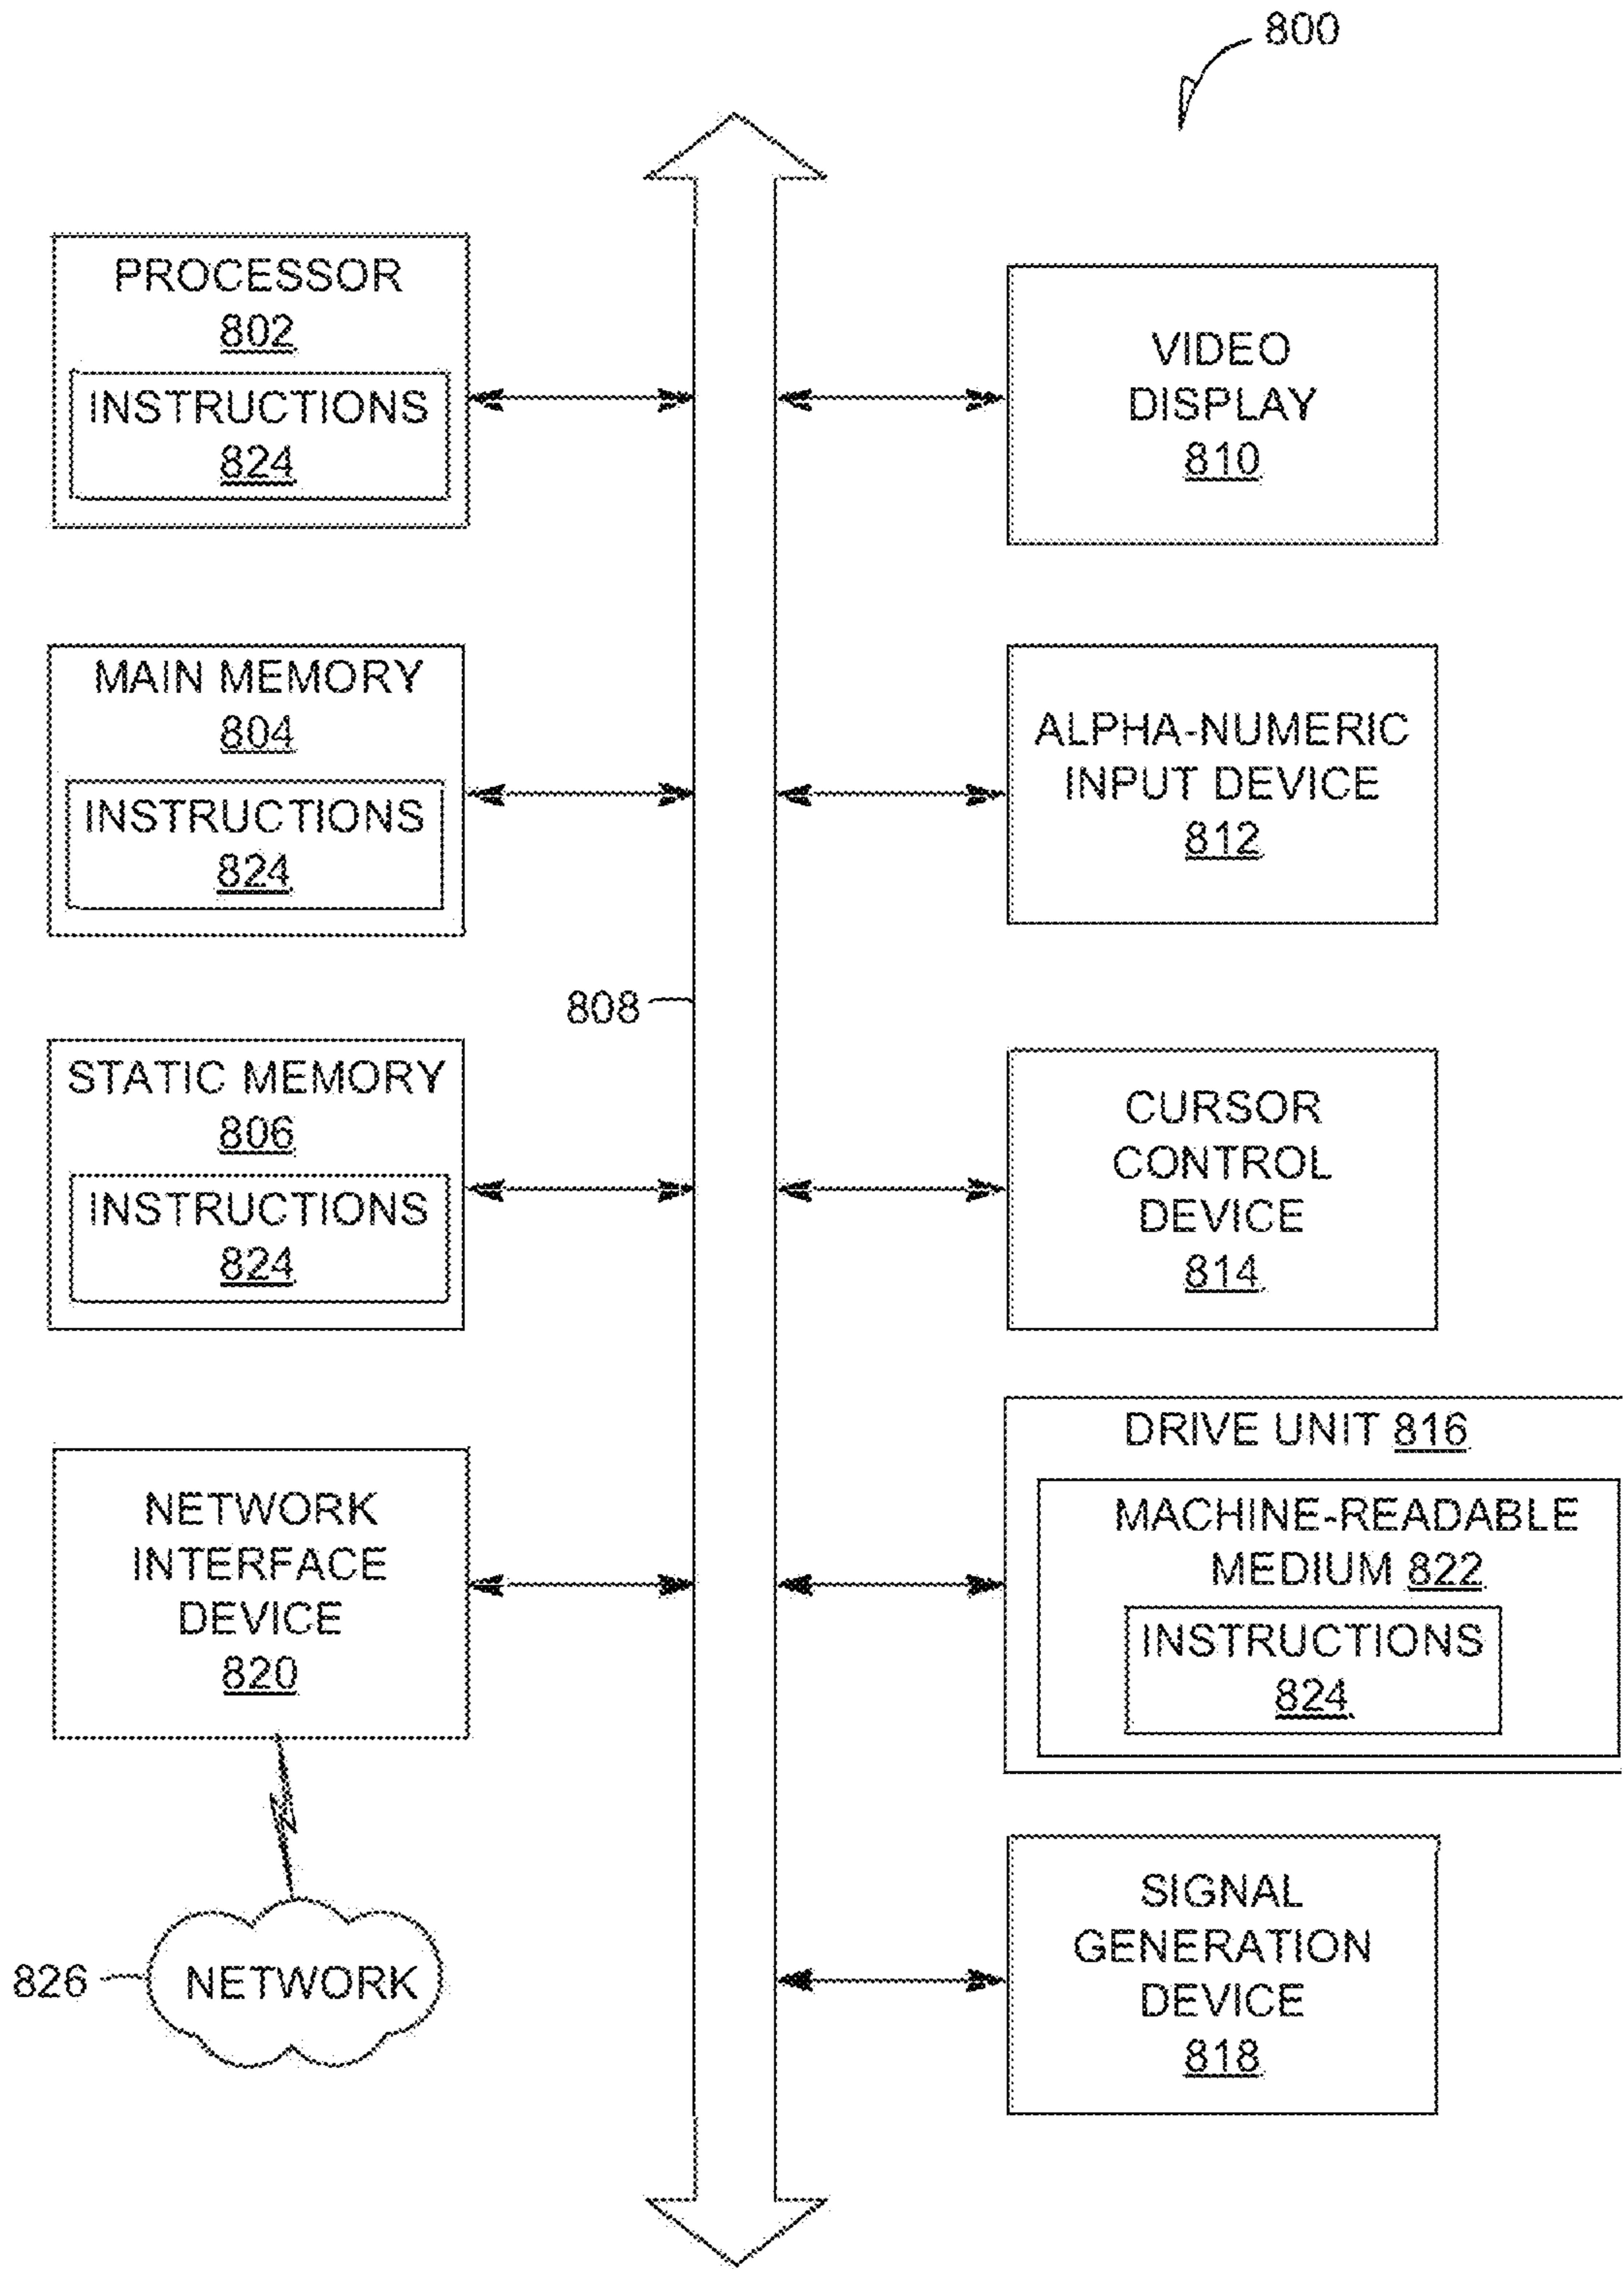 800
PROCESSOR
802
INSTRUCTIONS
824
MAIN MEMORY
804
INSTRUCTIONS
824
808
STATIC MEMORY
806
INSTRUCTIONS
824
NETWORK
INTERFACE
DEVICE
820
826
NETWORK
VIDEO
DISPLAY
810
ALPHA-NUMERIC
INPUT DEVICE
812
CURSOR
CONTROL
DEVICE
814
DRIVE UNIT 816
MACHINE-READABLE
MEDIUM 822
INSTRUCTIONS
824
SIGNAL
GENERATION
DEVICE
818